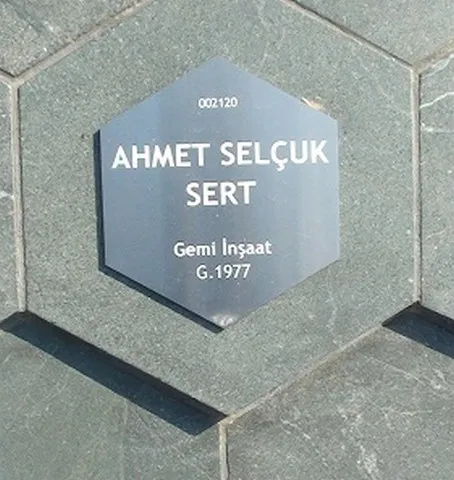 002120
AHMET SELÇUK
SERT
Gemi İnşaat
G.1977